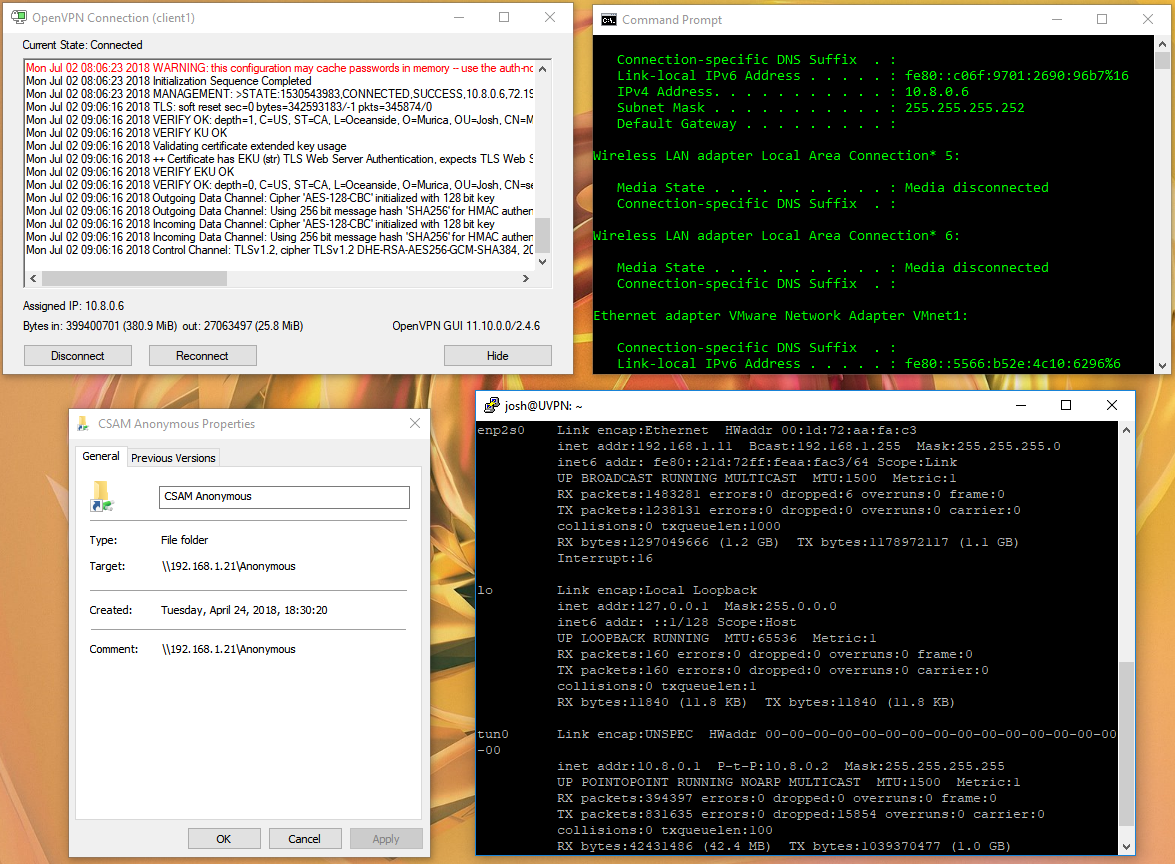 OpenVPN Connection (client1)
Current State: Connected
Mon Jul 02 08:06:23 2018 WARNING: this configuration may cache passwords in memory -- use the auth-no
Mon Jul 02 08:06:23 2018 Initialization Sequence Completed
Mon Jul 02 08:06:23 2018 MANAGEMENT: >STATE:1530543983,CONNECTED,SUCCESS,10.8.0.6,72.19
Mon Jul 02 09:06:16 2018 TLS: soft reset sec=0 bytes=342593183/-1 pkts=345874/0
Mon Jul 02 09:06:16 2018 VERIFY OK: depth=1, C=US, ST=CA, L=Oceanside, O=Murica, OU=Josh, CN=M
Mon Jul 02 09:06:16 2018 VERIFY KU OK
Mon Jul 02 09:06:16 2018 Validating certificate extended key usage
Mon Jul 02 09:06:16 2018 ++ Certificate has EKU (str) TLS Web Server Authentication, expects TLS Web S
Mon Jul 02 09:06:16 2018 VERIFY EKU OK
Mon Jul 02 09:06:16 2018 VERIFY OK: depth=0, C=US, ST=CA, L=Oceanside, O=Murica, OU=Josh, CN=se
Mon Jul 02 09:06:16 2018 Outgoing Data Channel: Cipher 'AES-128-CBC' initialized with 128 bit key
Mon Jul 02 09:06:16 2018 Outgoing Data Channel: Using 256 bit message hash 'SHA256' for HMAC authen
Mon Jul 02 09:06:16 2018 Incoming Data Channel: Cipher 'AES-128-CBC' initialized with 128 bit key
Mon Jul 02 09:06:16 2018 Incoming Data Channel: Using 256 bit message hash 'SHA256' for HMAC authen
Mon Jul 02 09:06:16 2018 Control Channel: TLSv1.2, cipher TLSv1.2 DHE-RSA-AES256-GCM-SHA384, 20
Assigned IP: 10.8.0.6
Bytes in: 399400701 (380.9 MiB) out: 27063497 (25.8 MiB)
OpenVPN GUI 11.10.0.0/2.4.6
Disconnect
Reconnect
Hide
Command Prompt
Connection-specific DNS Suffix . :
Link-local IPv6 Address . . . . . : fe80::c06f:9701:2690:96b7%16
IPv4 Address. . . . . . . . . . . : 10.8.0.6
Subnet Mask . . . . . . . . . . . : 255.255.255.252
Default Gateway . . . . . . . . . :
Wireless LAN adapter Local Area Connection* 5:
Media State . . . . . . . . . . . : Media disconnected
Connection-specific DNS Suffix . :
Wireless LAN adapter Local Area Connection* 6:
Media State . . . . . . . . . . . : Media disconnected
Connection-specific DNS Suffix . :
Ethernet adapter VMware Network Adapter VMnet1:
Connection-specific DNS Suffix . :
Link-local IPv6 Address . . . . . : fe80::5566:b52e:4c10:6296%6
CSAM Anonymous Properties
General
Previous Versions
CSAM Anonymous
Type: File folder
Target: \\192.168.1.21\Anonymous
Created: Tuesday, April 24, 2018, 18:30:20
Comment: \\192.168.1.21\Anonymous
OK
Cancel
Apply
josh@UVPN: ~
enp2s0 Link encap:Ethernet HWaddr 00:1d:72:aa:fa:c3
inet addr:192.168.1.11 Bcast:192.168.1.255 Mask:255.255.255.0
inet6 addr: fe80::21d:72ff:feaa:fac3/64 Scope:Link
UP BROADCAST RUNNING MULTICAST MTU:1500 Metric:1
RX packets:1483281 errors:0 dropped:6 overruns:0 frame:0
TX packets:1238131 errors:0 dropped:0 overruns:0 carrier:0
collisions:0 txqueuelen:1000
RX bytes:1297049666 (1.2 GB) TX bytes:1178972117 (1.1 GB)
Interrupt:16
lo Link encap:Local Loopback
inet addr:127.0.0.1 Mask:255.0.0.0
inet6 addr: ::1/128 Scope:Host
UP LOOPBACK RUNNING MTU:65536 Metric:1
RX packets:160 errors:0 dropped:0 overruns:0 frame:0
TX packets:160 errors:0 dropped:0 overruns:0 carrier:0
collisions:0 txqueuelen:1
RX bytes:11840 (11.8 KB) TX bytes:11840 (11.8 KB)
tun0 Link encap:UNSPEC HWaddr 00-00-00-00-00-00-00-00-00-00-00-00-00-00-00
-00
inet addr:10.8.0.1 P-t-P:10.8.0.2 Mask:255.255.255.255
UP POINTOPOINT RUNNING NOARP MULTICAST MTU:1500 Metric:1
RX packets:394397 errors:0 dropped:0 overruns:0 frame:0
TX packets:831635 errors:0 dropped:15854 overruns:0 carrier:0
collisions:0 txqueuelen:100
RX bytes:42431486 (42.4 MB) TX bytes:1039370477 (1.0 GB)